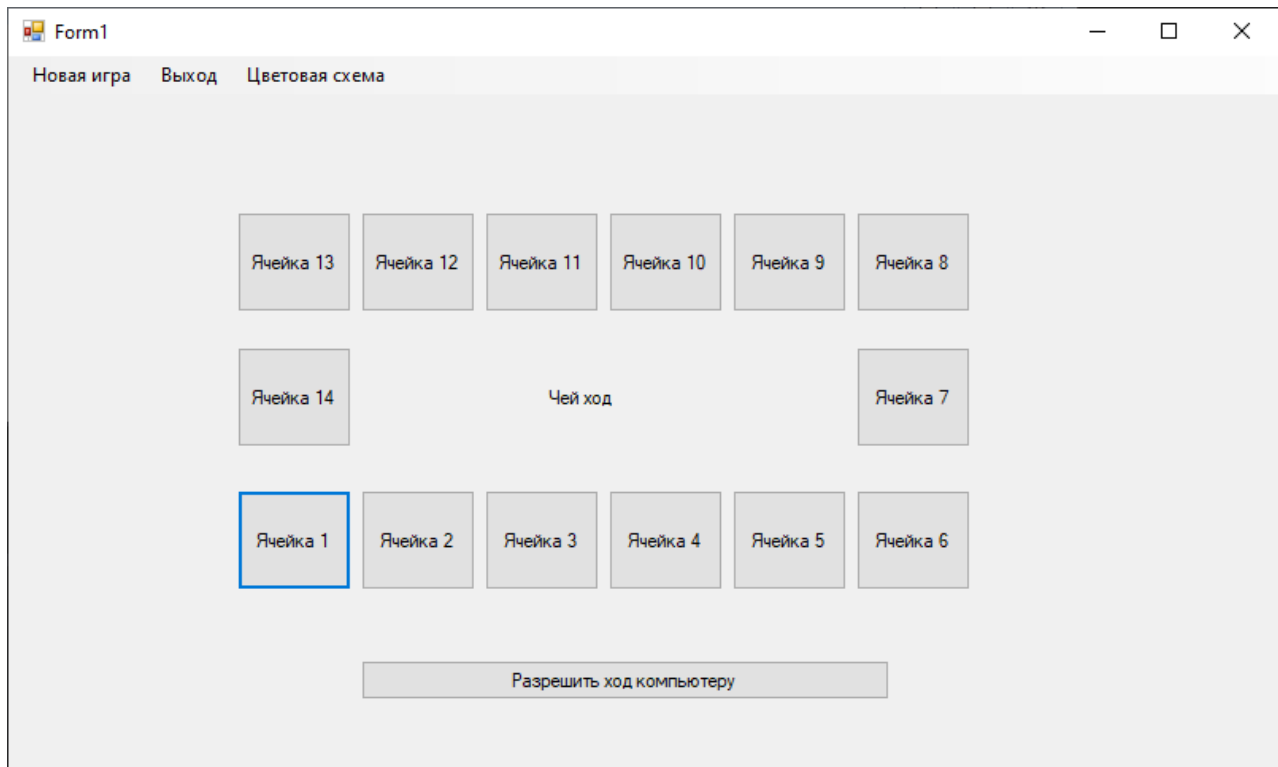 Form1
Новая игра Выход Цветовая схема
Ячейка 13 Ячейка 12 Ячейка 11 Ячейка 10 Ячейка 9 Ячейка 8
Ячейка 14 Чей ход Ячейка 7
Ячейка 1 Ячейка 2 Ячейка 3 Ячейка 4 Ячейка 5 Ячейка 6
Разрешить ход компьютеру